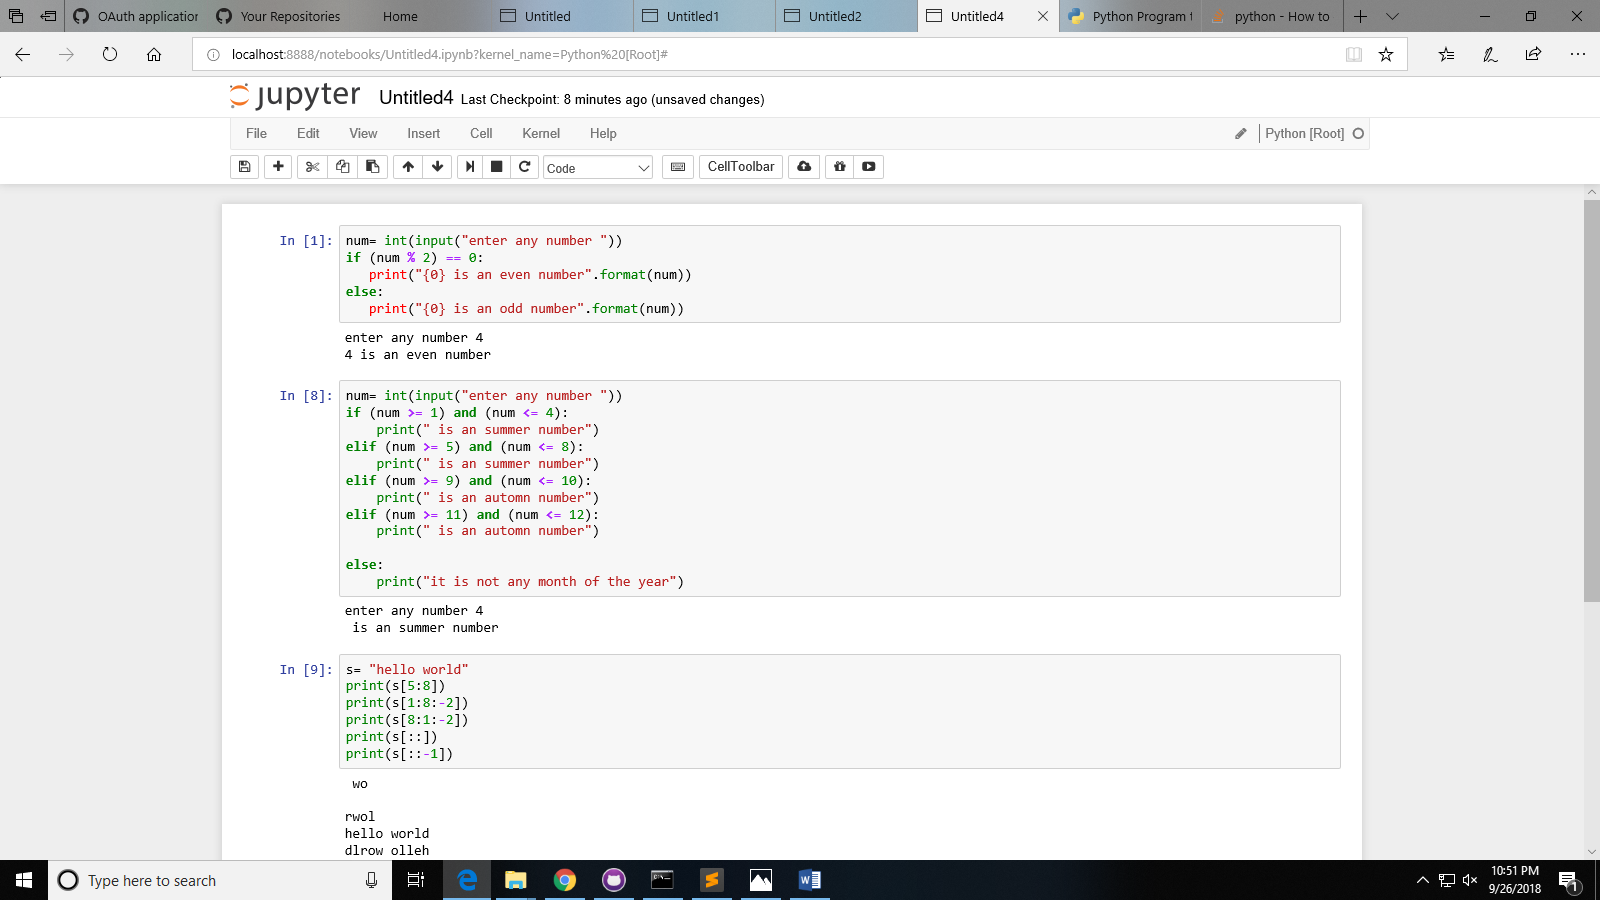 OAuth application
Your Repositories
Home
Untitled
Untitled1
Untitled2
Untitled4
Python Program f
python - How to
localhost:8888/notebooks/Untitled4.ipynb?kernel_name=Python%20[Root]#
jupyter Untitled4 Last Checkpoint: 8 minutes ago (unsaved changes)
File Edit View Insert Cell Kernel Help Python [Root]
Code CellToolbar
In [1]: num= int(input("enter any number "))
if (num % 2) == 0:
   print("{0} is an even number".format(num))
else:
   print("{0} is an odd number".format(num))
enter any number 4
4 is an even number
In [8]: num= int(input("enter any number "))
if (num >= 1) and (num <= 4):
    print(" is an summer number")
elif (num >= 5) and (num <= 8):
    print(" is an summer number")
elif (num >= 9) and (num <= 10):
    print(" is an automn number")
elif (num >= 11) and (num <= 12):
    print(" is an automn number")
else:
    print("it is not any month of the year")
enter any number 4
 is an summer number
In [9]: s= "hello world"
print(s[5:8])
print(s[1:8:-2])
print(s[8:1:-2])
print(s[::])
print(s[::-1])
 wo
rwol
hello world
dlrow olleh
Type here to search
10:51 PM
9/26/2018
1